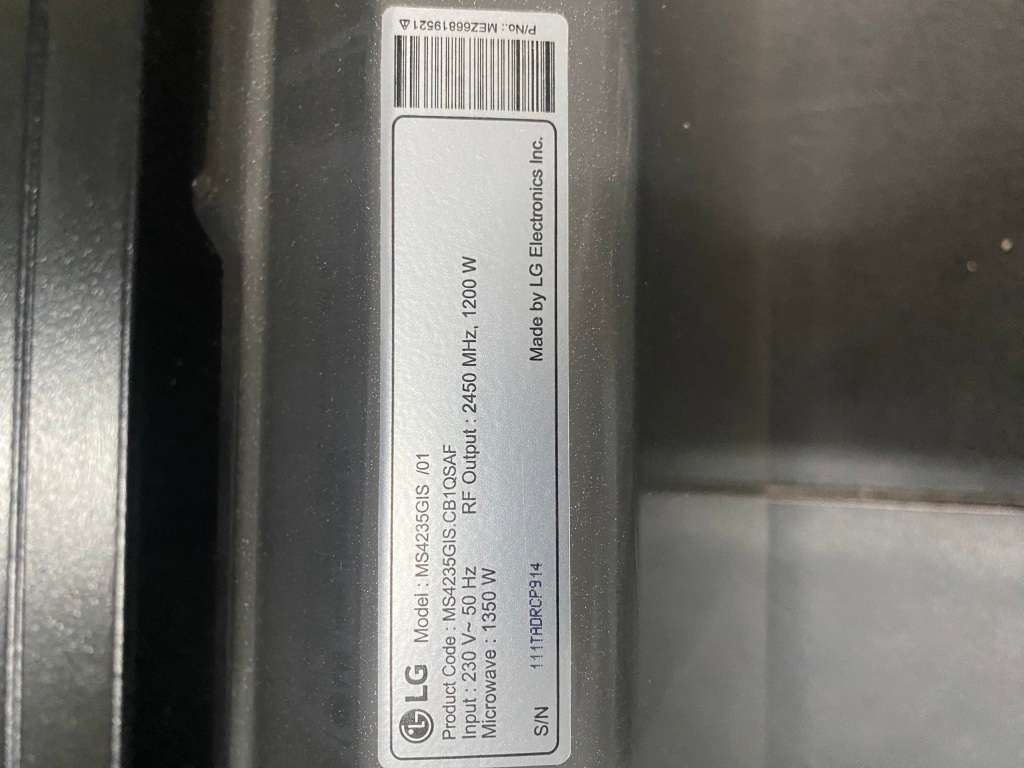 LG Model : MS4235GIS /01
Product Code : MS4235GIS.CB1QSAF
Input : 230 V~ 50 Hz RF Output : 2450 MHz, 1200 W
Microwave : 1350 W
S/N 111TADRCP914 Made by LG Electronics Inc.
P/No.: MEZ66819521